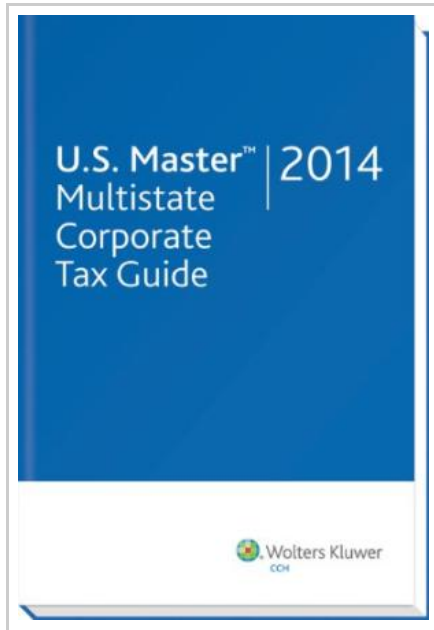 U.S. Master™ | 2014
Multistate
Corporate
Tax Guide
Wolters Kluwer
CCH